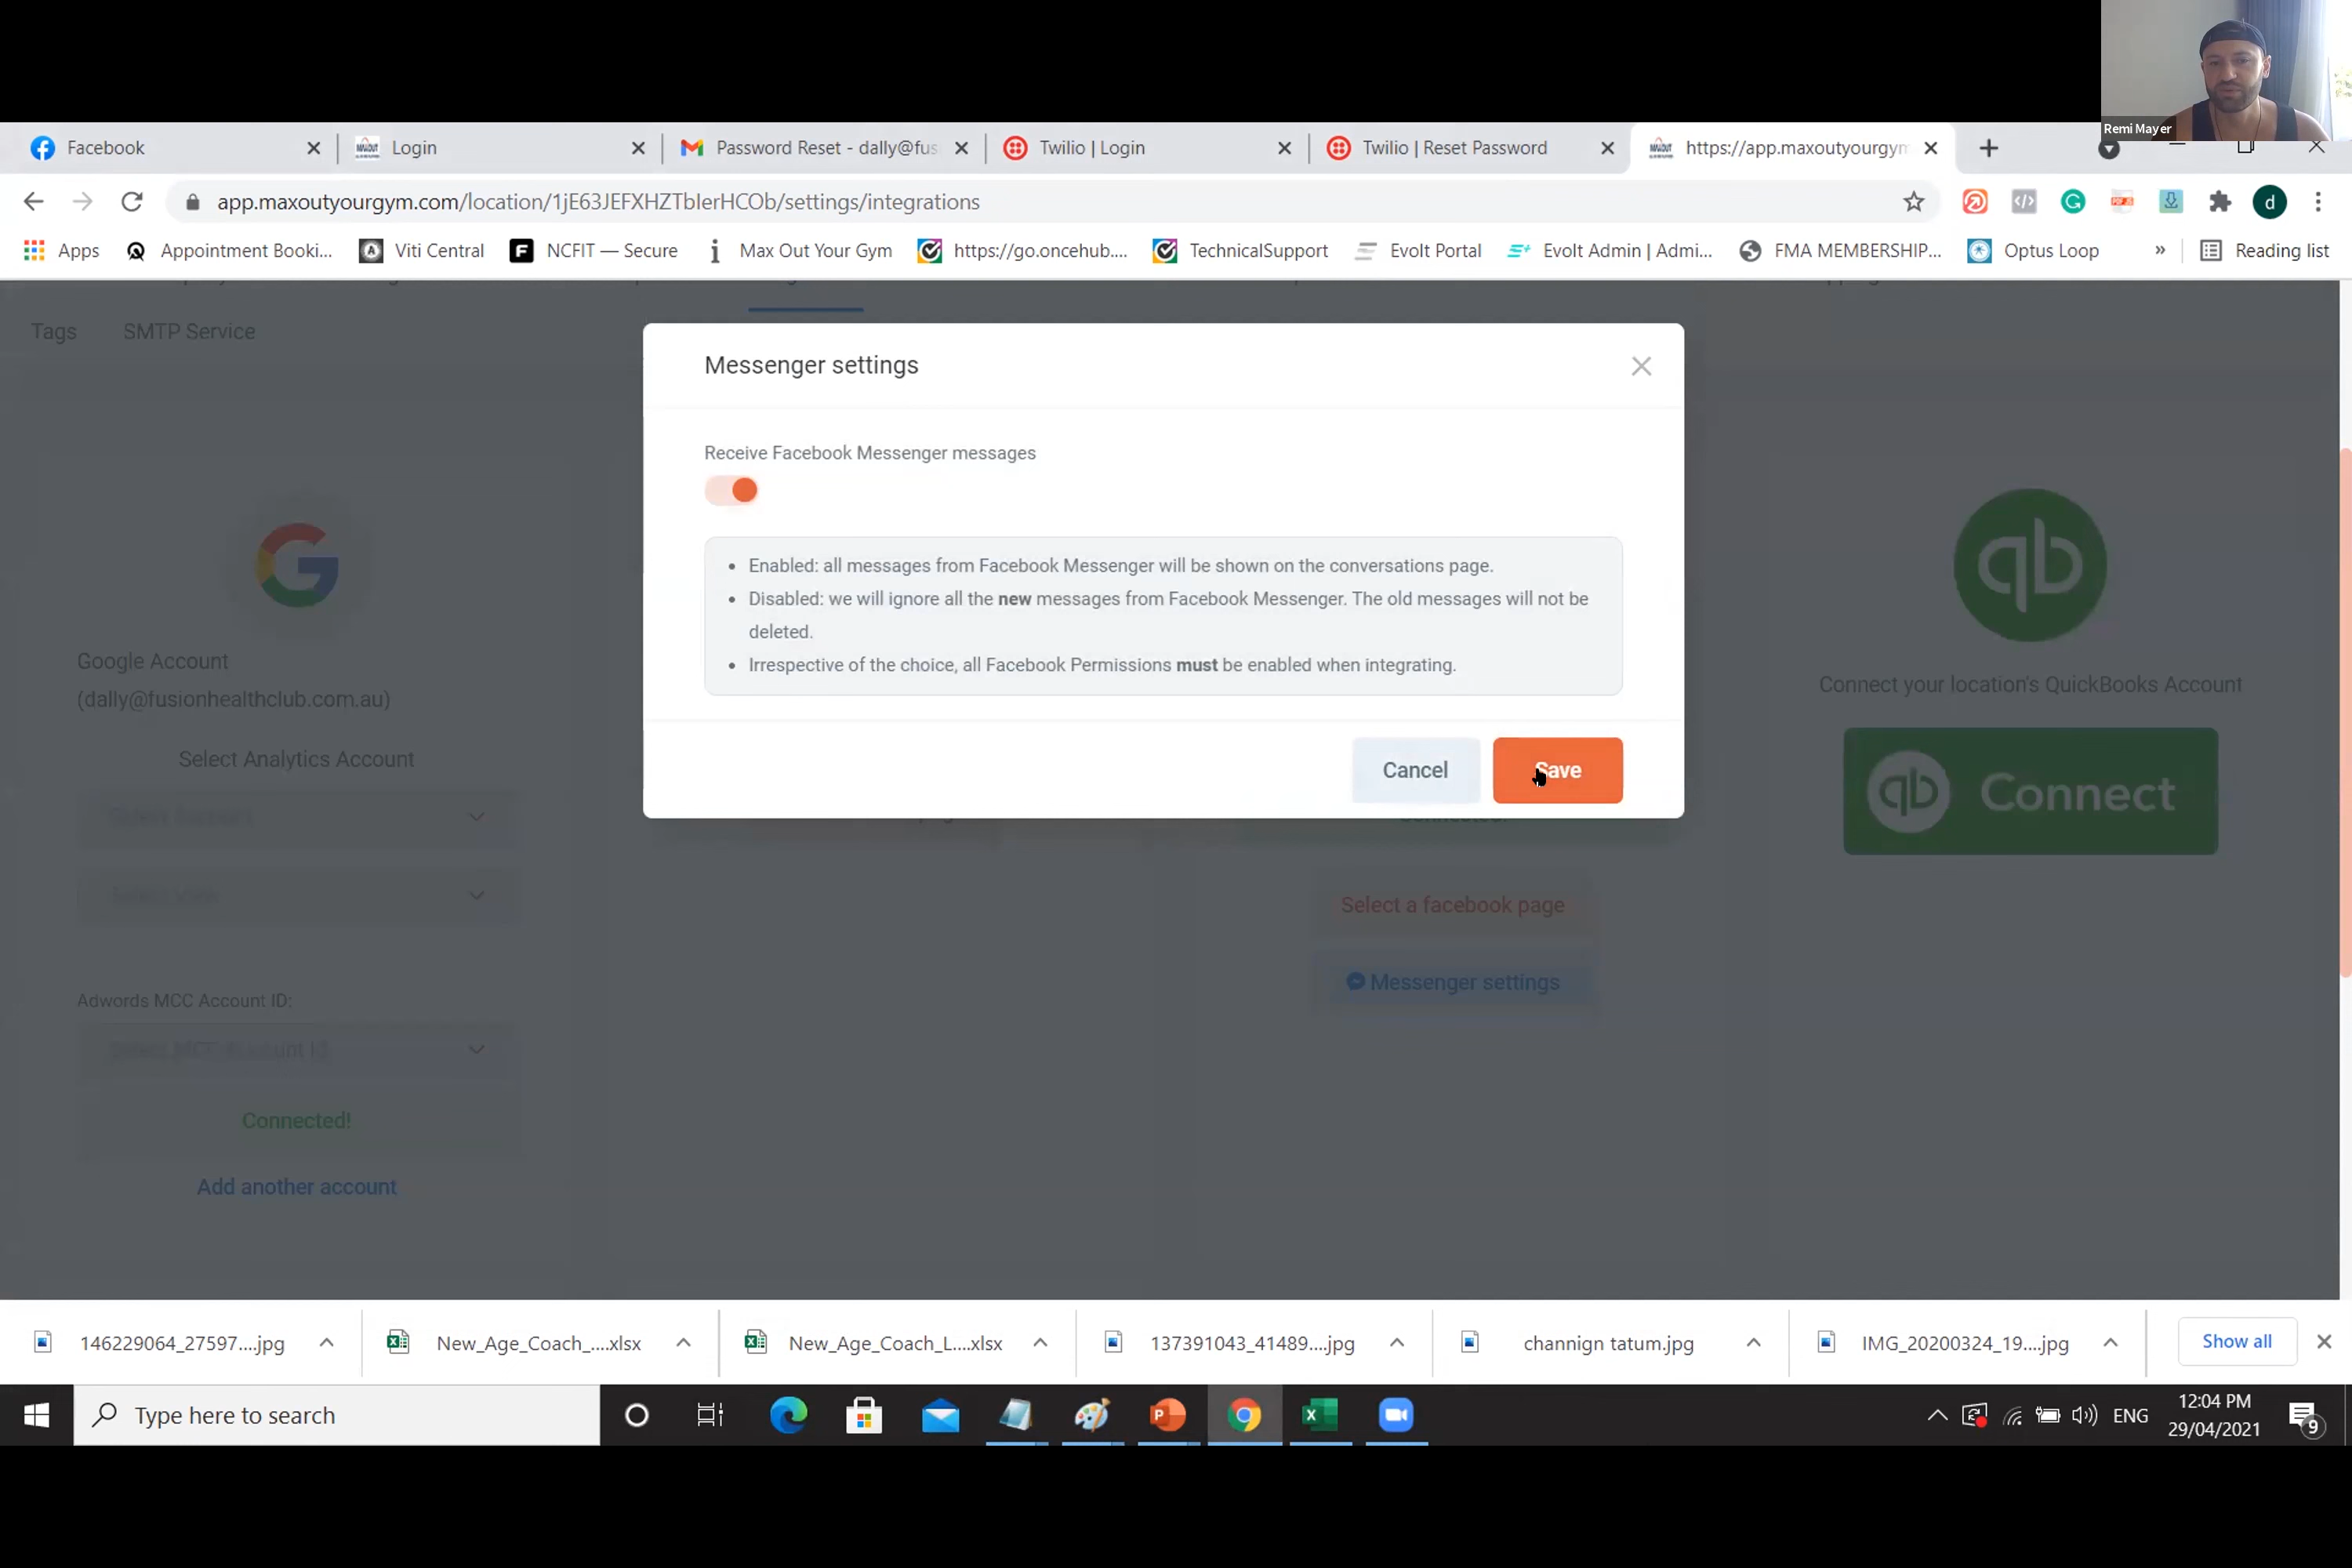 Remi Mayer
Facebook
Login
Password Reset - dally@fus
Twilio | Login
Twilio | Reset Password
https://app.maxoutyourgym
app.maxoutyourgym.com/location/1jE63JEFXHZTbIerHCOb/settings/integrations
d
Apps
Appointment Booki...
Viti Central
NCFIT — Secure
Max Out Your Gym
https://go.oncehub....
TechnicalSupport
Evolt Portal
Evolt Admin | Admi...
FMA MEMBERSHIP...
Optus Loop
»
Reading list
Tags
SMTP Service
Messenger settings
Receive Facebook Messenger messages
• Enabled: all messages from Facebook Messenger will be shown on the conversations page.
• Disabled: we will ignore all the new messages from Facebook Messenger. The old messages will not be
deleted.
• Irrespective of the choice, all Facebook Permissions must be enabled when integrating.
Cancel
Save
Google Account
(dally@fusionhealthclub.com.au)
Select Analytics Account
Adwords MCC Account ID:
Connected!
Add another account
Select a facebook page
Messenger settings
qb
Connect your location's QuickBooks Account
qb Connect
146229064_27597....jpg
New_Age_Coach_....xlsx
New_Age_Coach_L....xlsx
137391043_41489....jpg
channign tatum.jpg
IMG_20200324_19....jpg
Show all
Type here to search
ENG
12:04 PM
29/04/2021
9